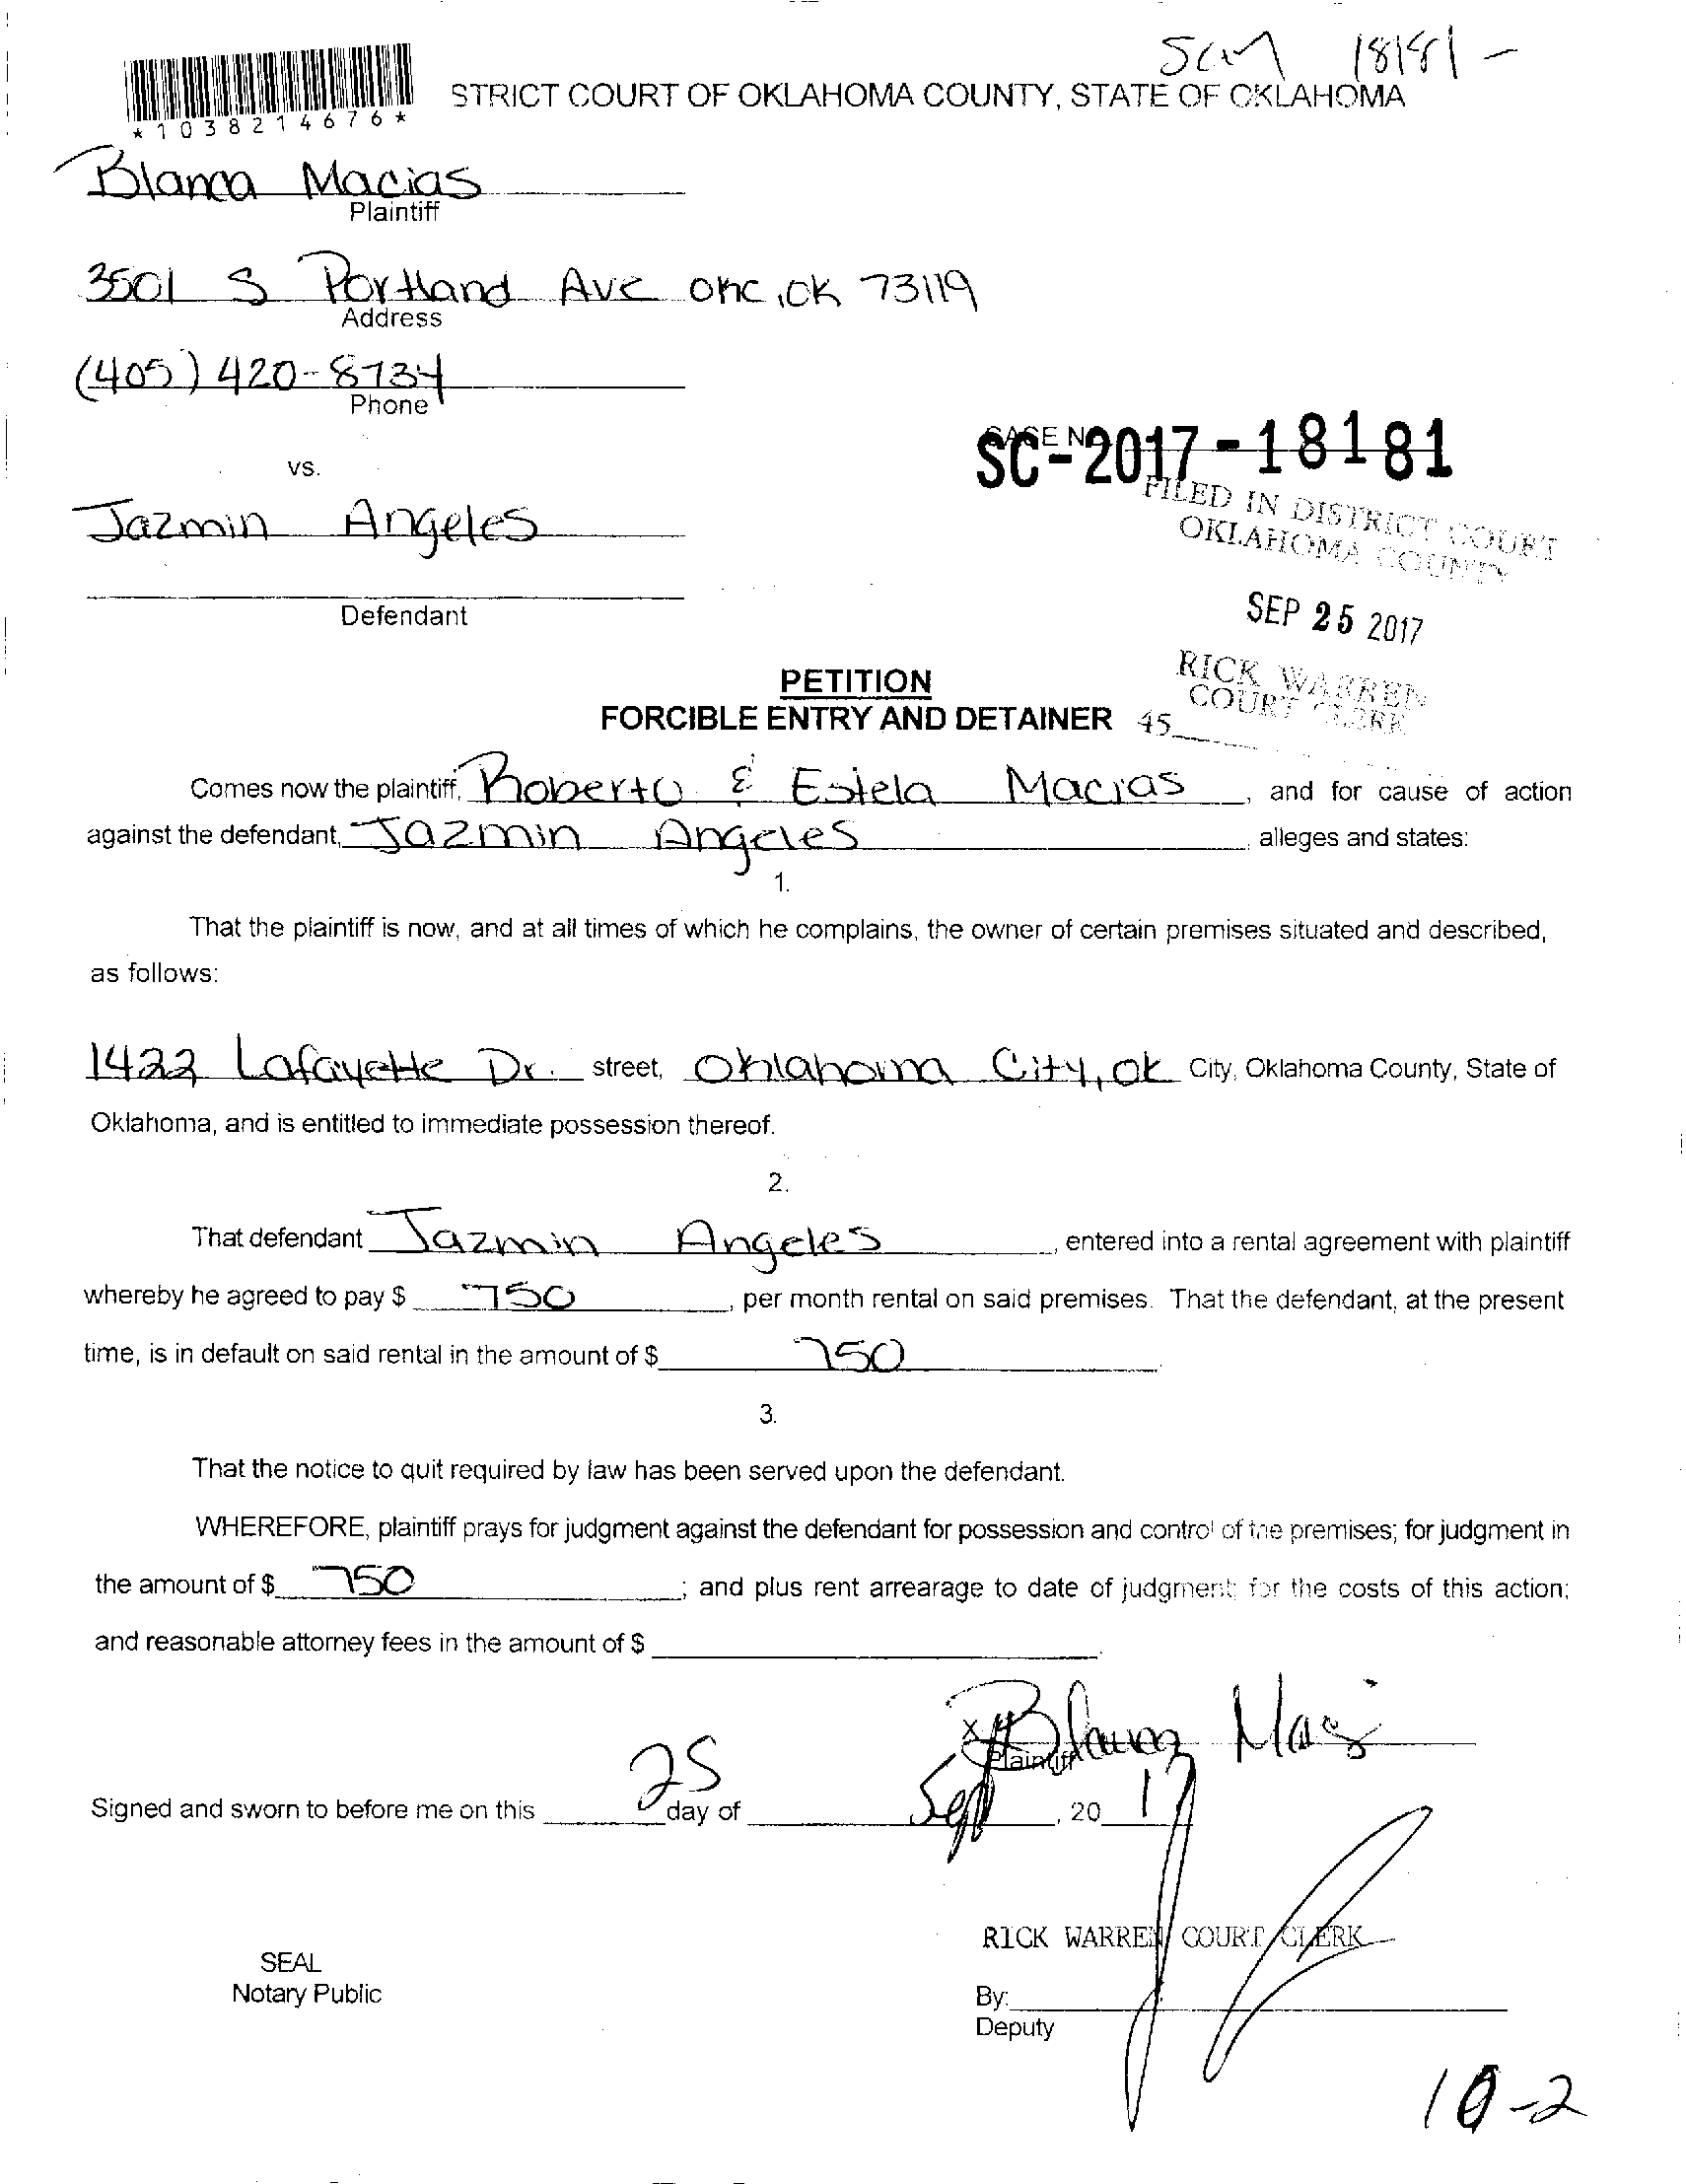 SCM 18181 -
STRICT COURT OF OKLAHOMA COUNTY, STATE OF OKLAHOMA
* 1 0 3 8 2 1 4 6 7 6 *
Blanca Macias
Plaintiff
3501 S Portland Ave OKC, OK 73119
Address
(405) 420-8734
Phone
CASE NO
SC-2017-18181
vs.
FILED IN DISTRICT COURT
OKLAHOMA COUNTY
Jazmin Angeles
Defendant
SEP 25 2017
RICK WARREN
COURT CLERK
45
PETITION
FORCIBLE ENTRY AND DETAINER
Comes now the plaintiff, Roberto & Estela Macias, and for cause of action
against the defendant, Jazmin Angeles, alleges and states:
1.
That the plaintiff is now, and at all times of which he complains, the owner of certain premises situated and described,
as follows:
1422 Lafayette Dr. street, Oklahoma City, OK City, Oklahoma County, State of
Oklahoma, and is entitled to immediate possession thereof.
2.
That defendant Jazmin Angeles, entered into a rental agreement with plaintiff
whereby he agreed to pay $ 750, per month rental on said premises. That the defendant, at the present
time, is in default on said rental in the amount of $ 750.
3.
That the notice to quit required by law has been served upon the defendant.
WHEREFORE, plaintiff prays for judgment against the defendant for possession and control of the premises; for judgment in
the amount of $ 750; and plus rent arrearage to date of judgment; for the costs of this action;
and reasonable attorney fees in the amount of $
x Blanca Macias
Plaintiff
Signed and sworn to before me on this 25 day of Sep, 20 17
RICK WARREN COURT CLERK
SEAL
Notary Public
By:
Deputy
10-2